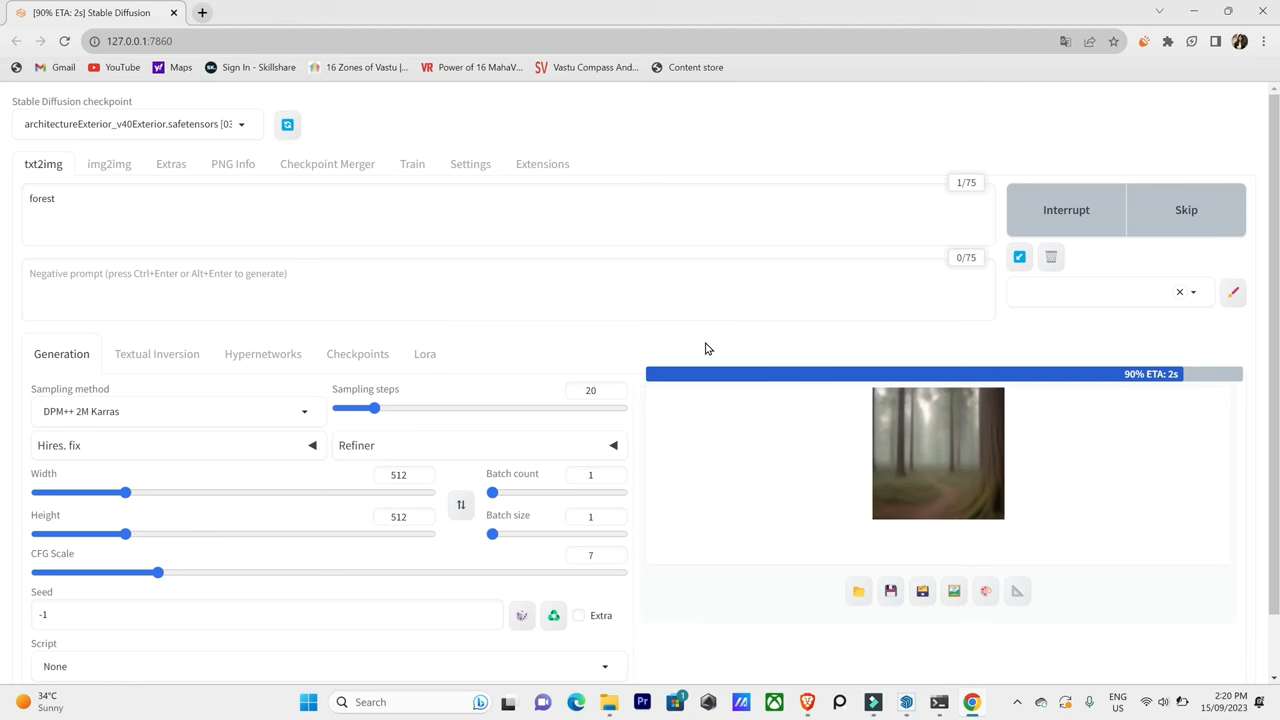 [90% ETA: 2s] Stable Diffusion
127.0.0.1:7860
Gmail
YouTube
Maps
Sign In - Skillshare
16 Zones of Vastu |...
Power of 16 MahaV...
Vastu Compass And...
Content store
Stable Diffusion checkpoint
architectureExterior_v40Exterior.safetensors [03
txt2img
img2img
Extras
PNG Info
Checkpoint Merger
Train
Settings
Extensions
1/75
forest
Interrupt
Skip
0/75
Negative prompt (press Ctrl+Enter or Alt+Enter to generate)
Generation
Textual Inversion
Hypernetworks
Checkpoints
Lora
90% ETA: 2s
Sampling method
Sampling steps
20
DPM++ 2M Karras
Hires. fix
Refiner
Width
512
Batch count
1
Height
512
Batch size
1
CFG Scale
7
Seed
-1
Extra
Script
None
34°C
Sunny
Search
ENG
US
2:20 PM
15/09/2023